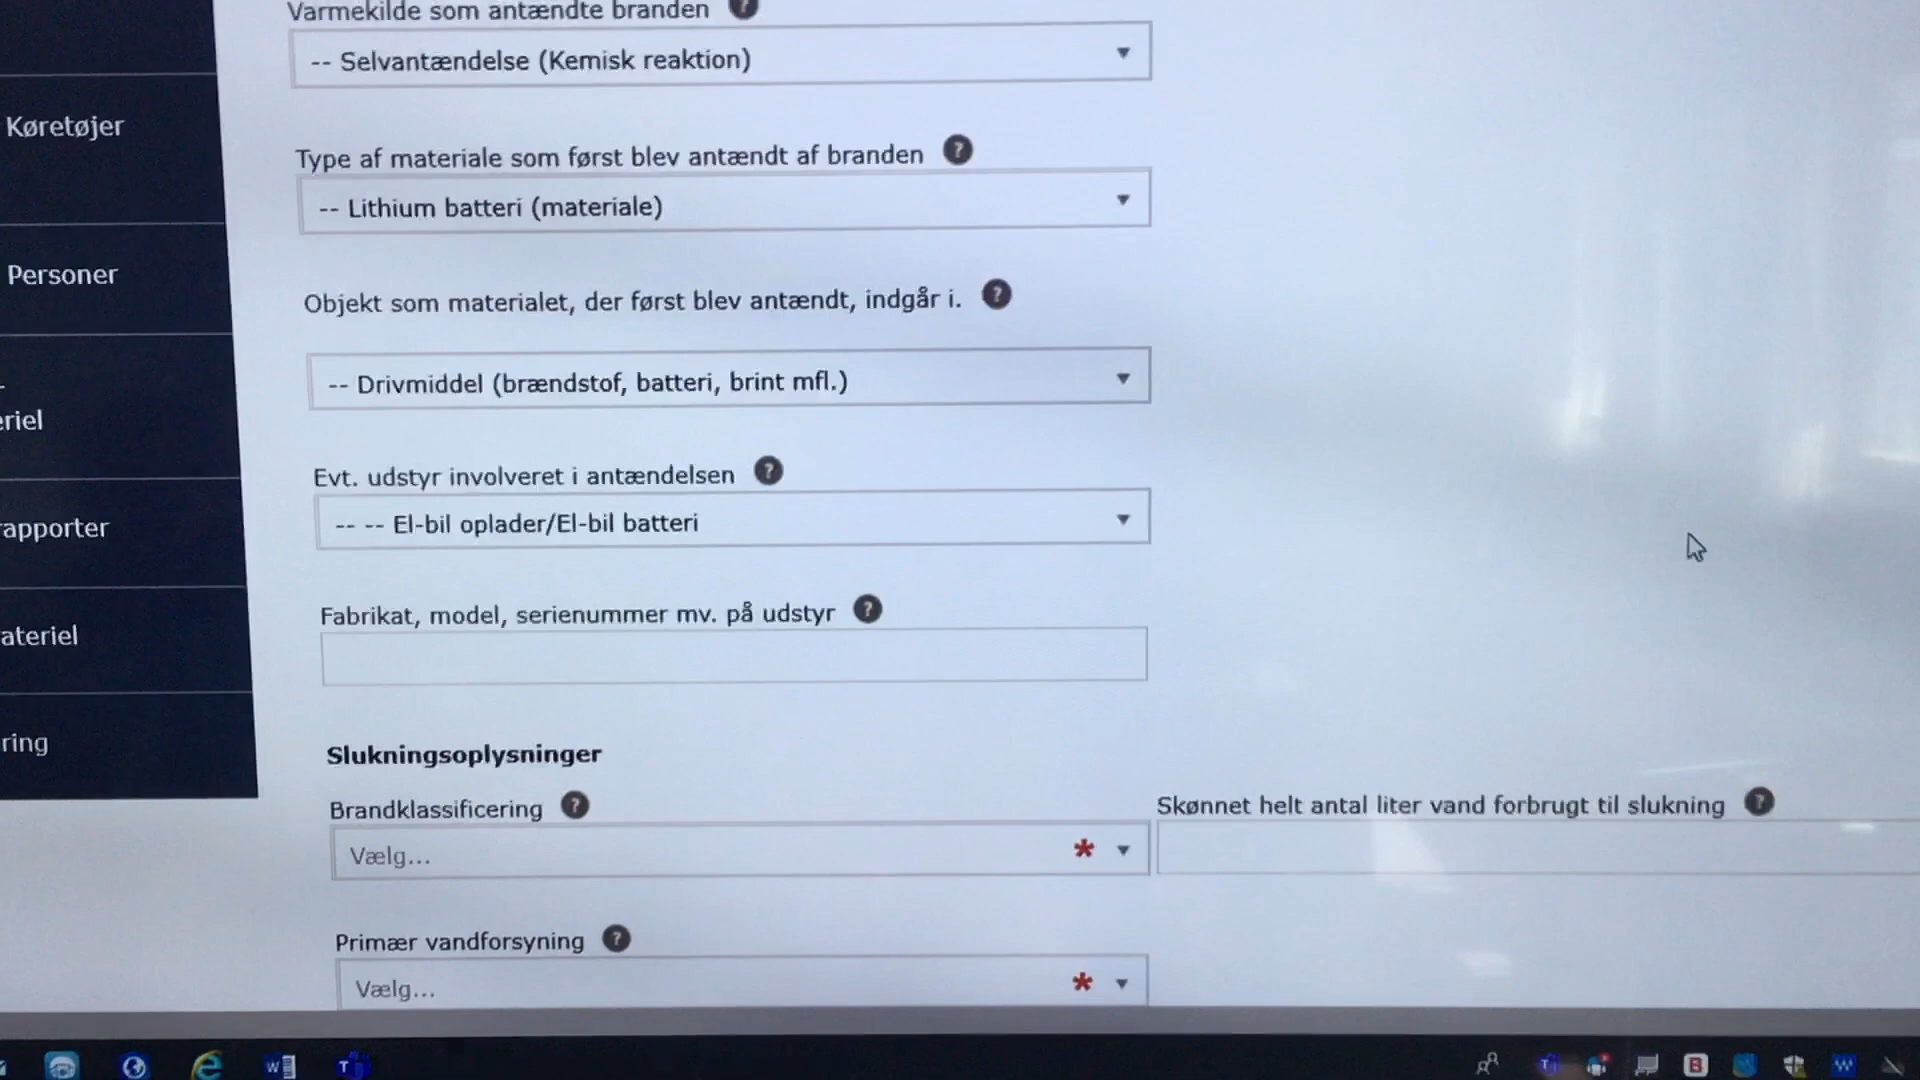 Varmekilde som antændte branden ?
-- Selvantændelse (Kemisk reaktion)
Køretøjer
Type af materiale som først blev antændt af branden ?
-- Lithium batteri (materiale)
Personer
Objekt som materialet, der først blev antændt, indgår i. ?
-- Drivmiddel (brændstof, batteri, brint mfl.)
eriel
Evt. udstyr involveret i antændelsen ?
-- -- El-bil oplader/El-bil batteri
rapporter
Fabrikat, model, serienummer mv. på udstyr ?
ateriel
ring
Slukningsoplysninger
Brandklassificering ?
Skønnet helt antal liter vand forbrugt til slukning ?
Vælg... *
Primær vandforsyning ?
Vælg... *